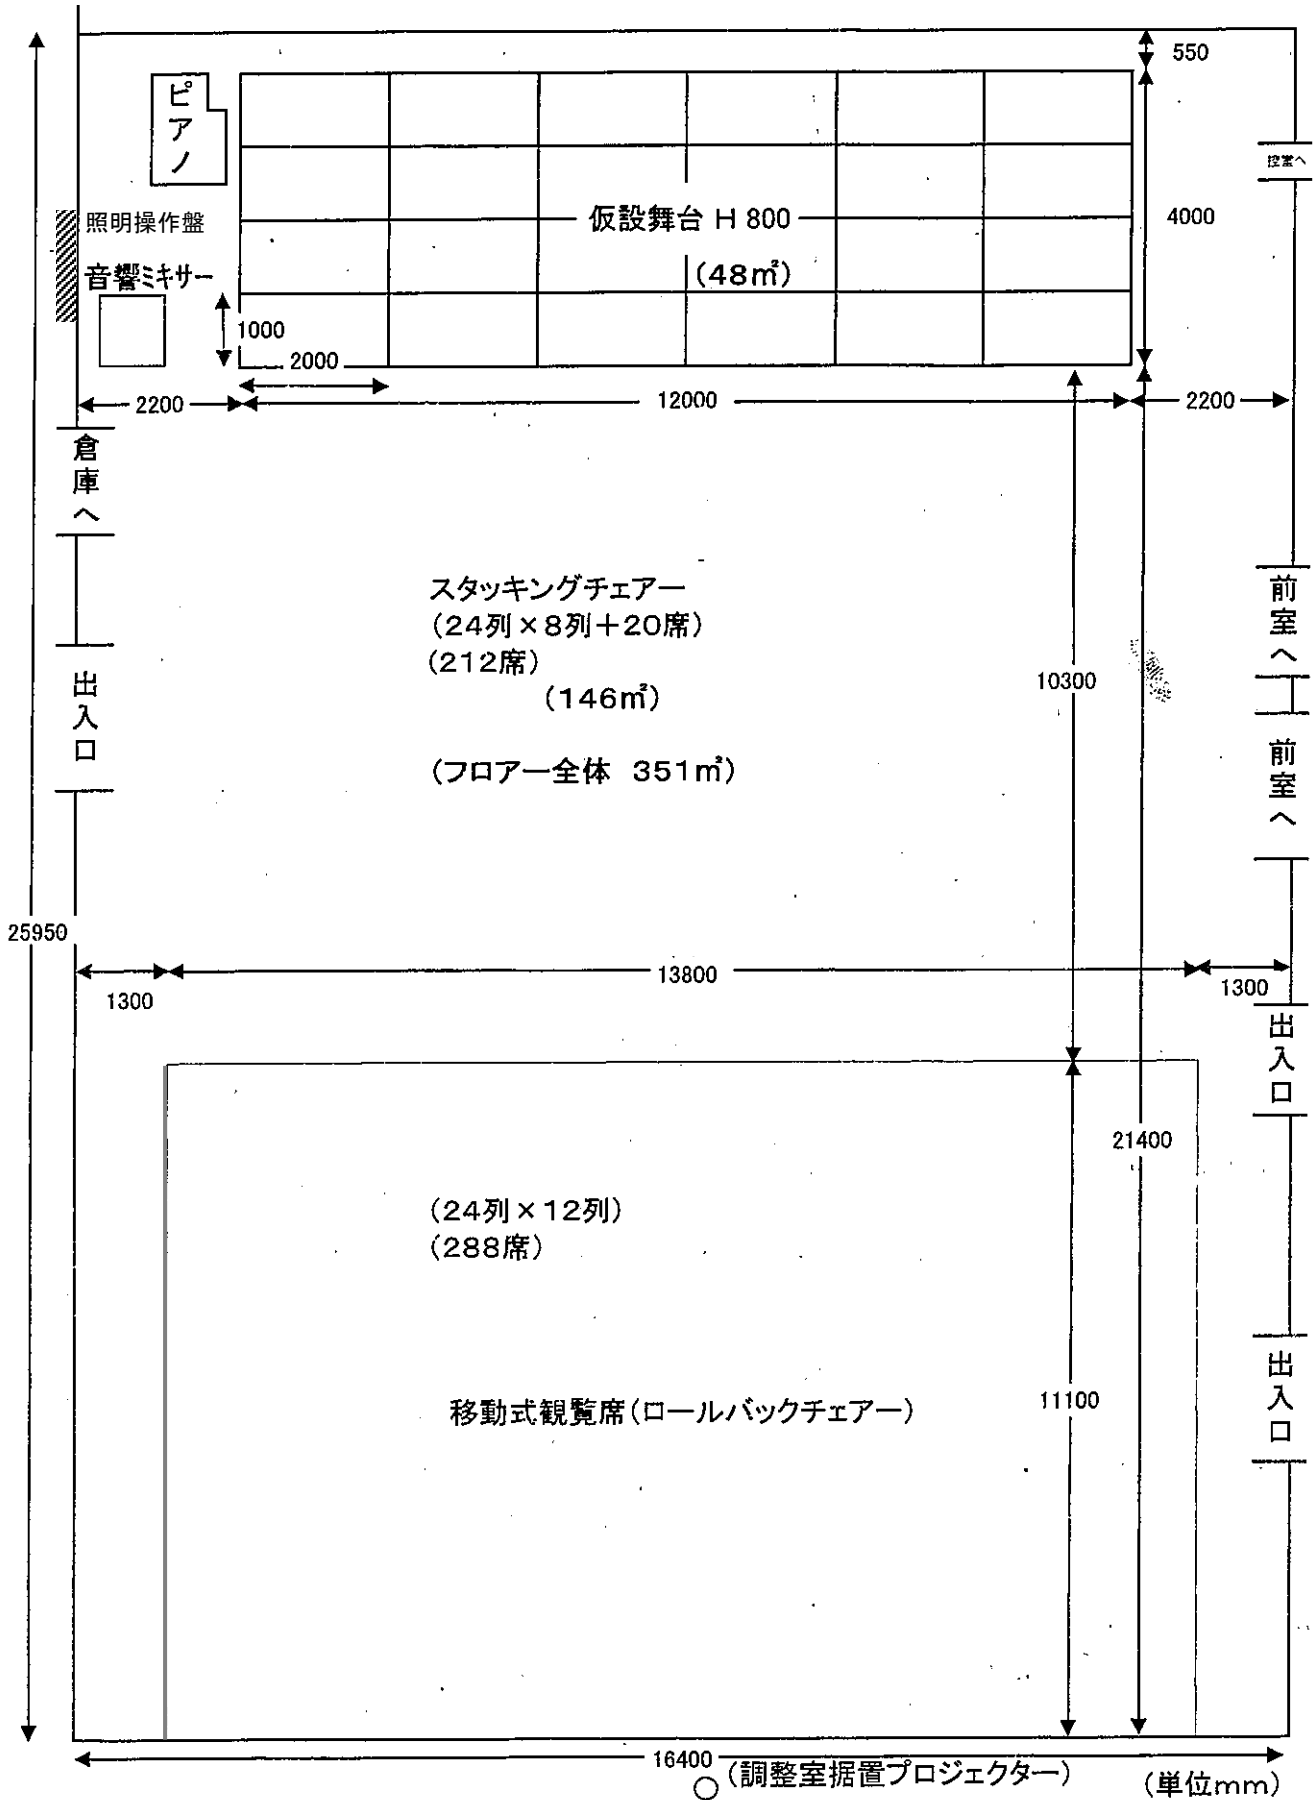 550
ピアノ
控室へ
照明操作盤
仮設舞台 H 800
4000
音響ミキサー
(48㎡)
1000
2000
2200
12000
2200
倉庫へ
スタッキングチェアー
(24列×8列+20席)
(212席)
(146㎡)
前室へ
10300
出入口
(フロアー全体 351㎡)
前室へ
25950
1300
13800
1300
出入口
21400
(24列×12列)
(288席)
移動式観覧席(ロールバックチェアー)
11100
出入口
16400
(調整室据置プロジェクター)
(単位mm)